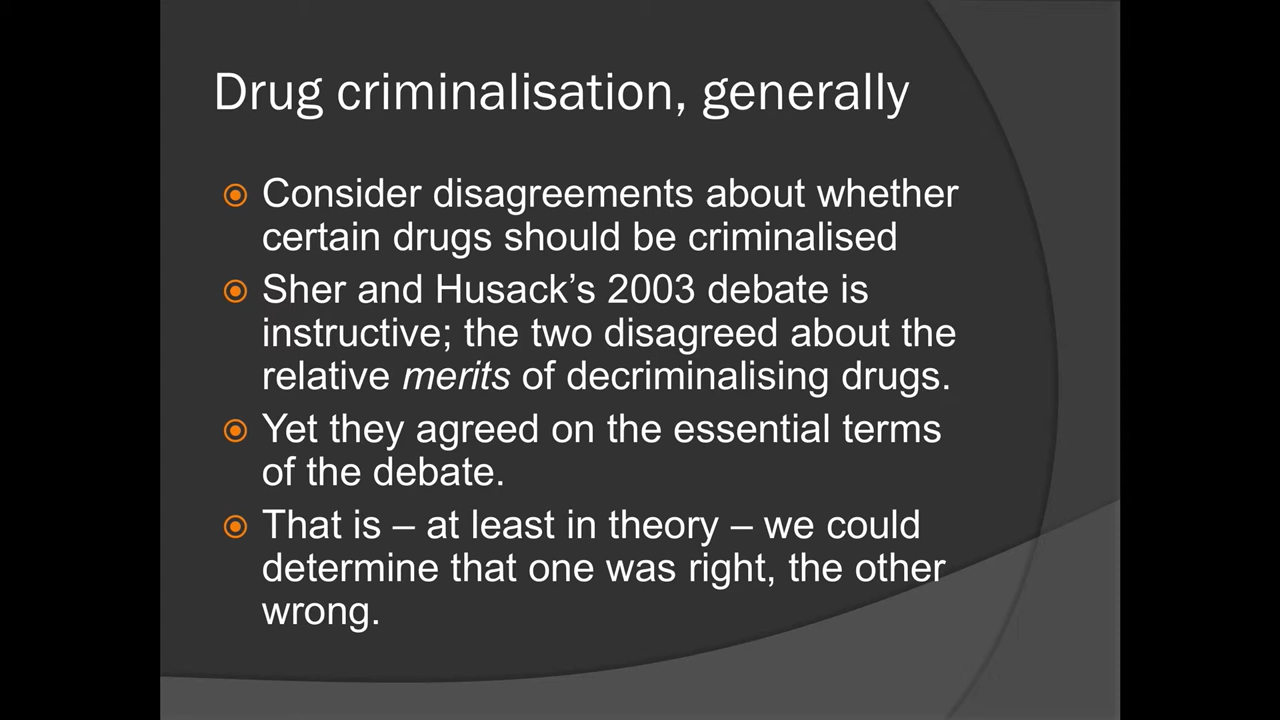 Drug criminalisation, generally
Consider disagreements about whether
certain drugs should be criminalised
Sher and Husack’s 2003 debate is
instructive; the two disagreed about the
relative merits of decriminalising drugs.
Yet they agreed on the essential terms
of the debate.
That is – at least in theory – we could
determine that one was right, the other
wrong.